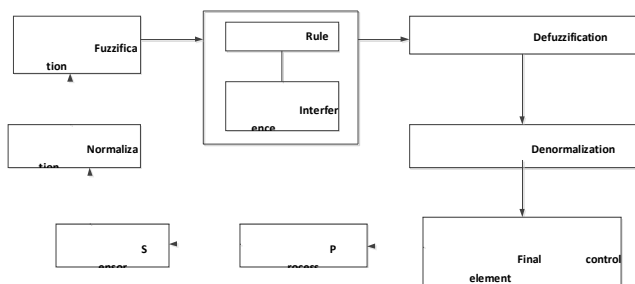 Fuzzifica
tion
Rule
Interfer
ence
Defuzzification
Normaliza
tion
Denormalization
S
ensor
P
rocess
Final control
element